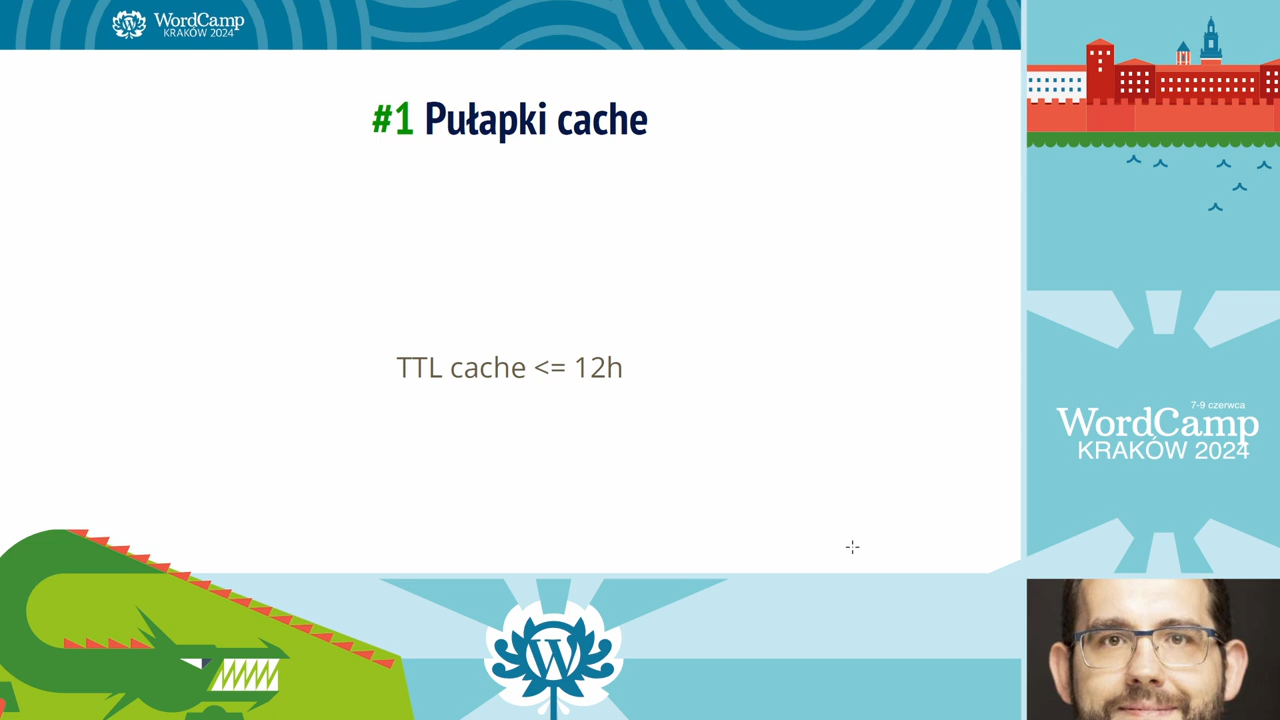 WordCamp
KRAKÓW 2024
#1 Pułapki cache
TTL cache <= 12h
7-9 czerwca
WordCamp
KRAKÓW 2024
W